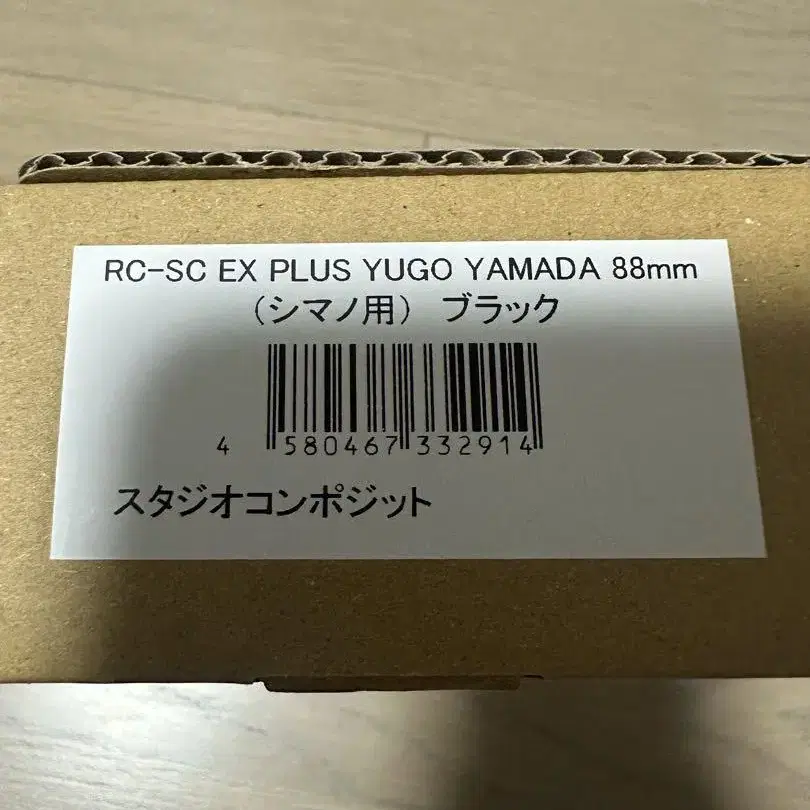 RC-SC EX PLUS YUGO YAMADA 88mm
（シマノ用） ブラック
4 580467 332914
スタジオコンポジット